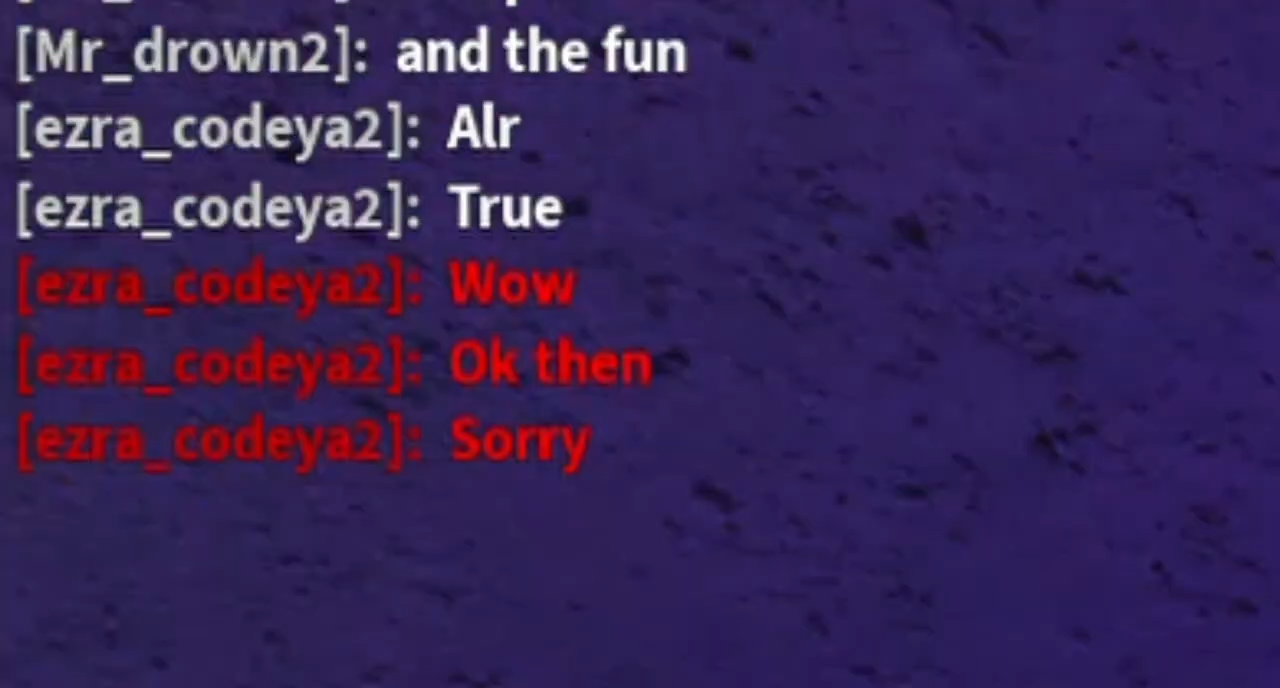 [Mr_drown2]: and the fun
[ezra_codeya2]: Alr
[ezra_codeya2]: True
[ezra_codeya2]: Wow
[ezra_codeya2]: Ok then
[ezra_codeya2]: Sorry